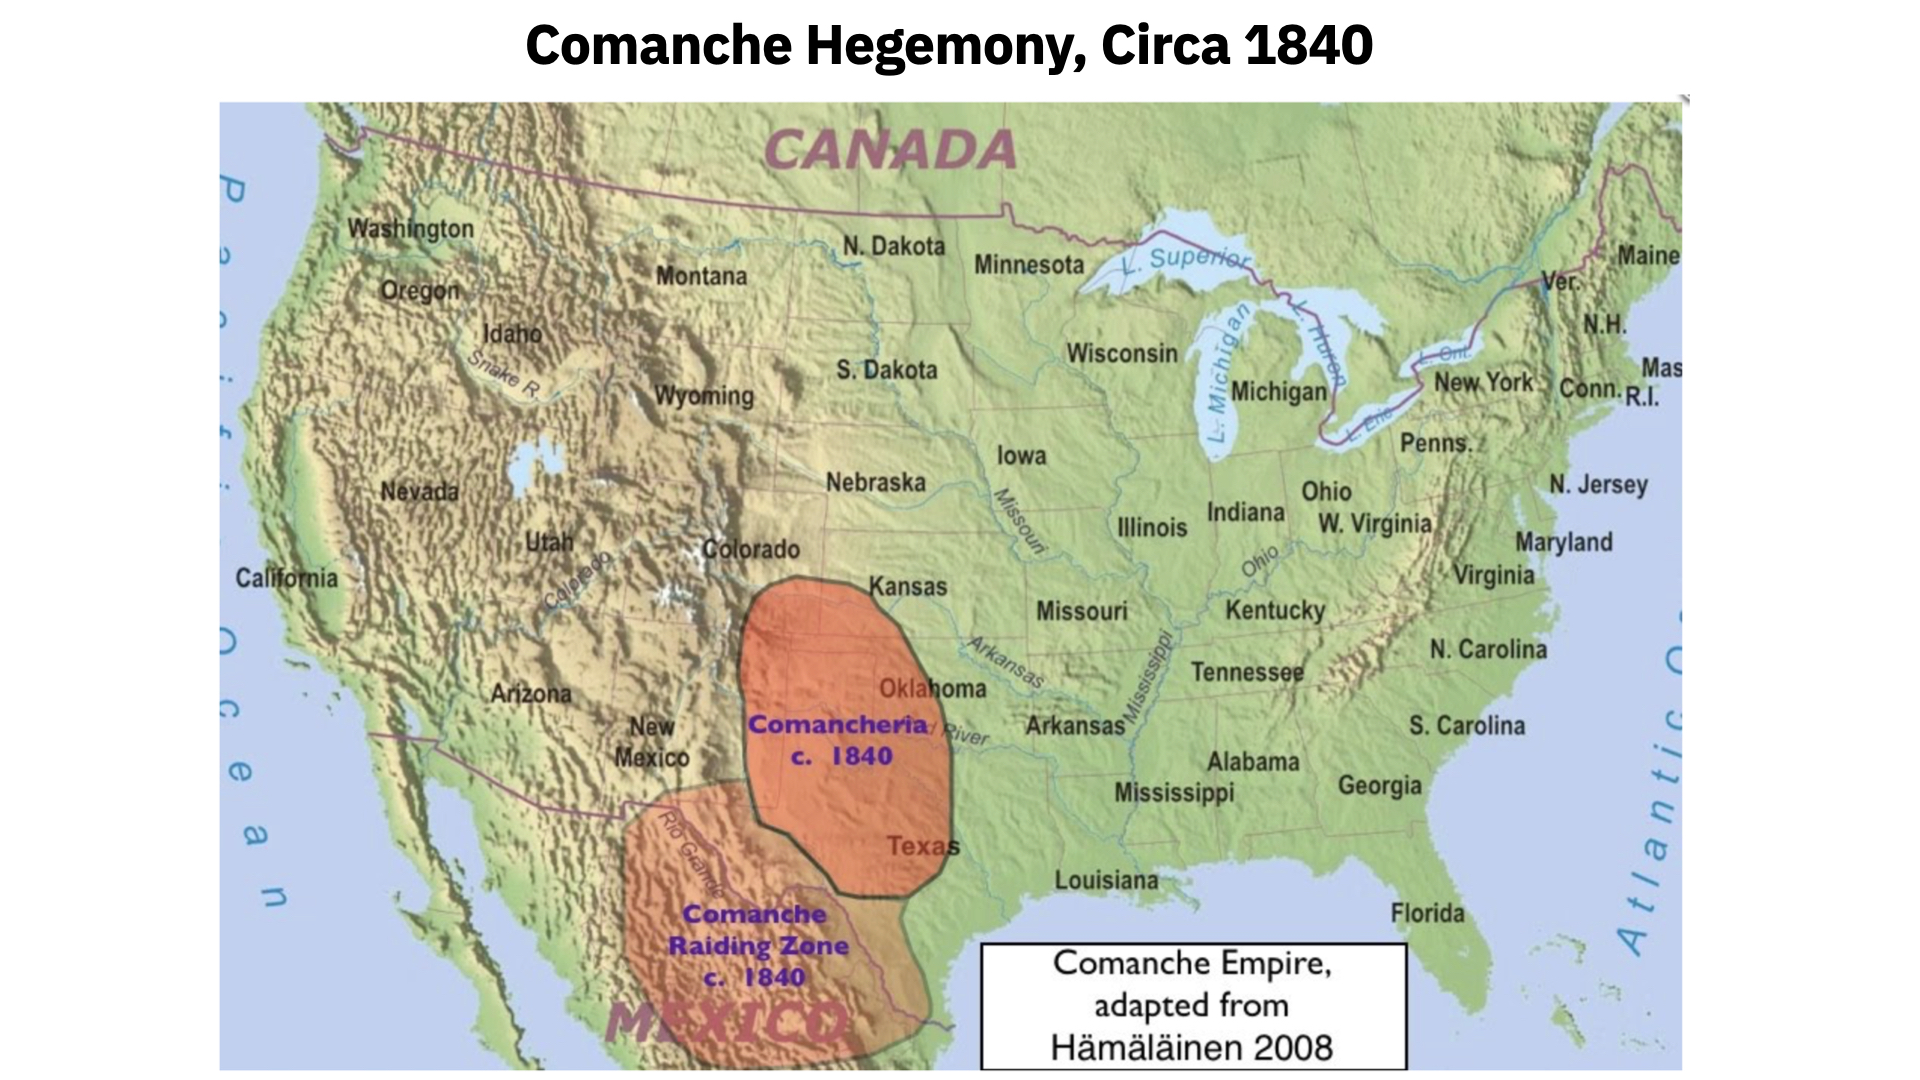 Comanche Hegemony, Circa 1840
CANADA
Pacific Ocean
Washington
Oregon
Idaho
Snake R.
Montana
N. Dakota
Minnesota
L. Superior
Maine
Ver.
N.H.
Mas
Conn.
R.I.
L. Ont.
New York
L. Huron
L. Michigan
Michigan
L. Erie
Wisconsin
S. Dakota
Wyoming
Penns.
Iowa
Nebraska
Nevada
N. Jersey
Ohio
W. Virginia
Indiana
Illinois
Missouri
Utah
Colorado
Colorado
Ohio
Maryland
Virginia
California
Kansas
Missouri
Kentucky
N. Carolina
Tennessee
Mississippi
Arkansas
Oklahoma
Arizona
New
Mexico
Comancheria
c. 1840
d River
Arkansas
S. Carolina
Alabama
Georgia
Mississippi
Rio Grande
Texas
Louisiana
Florida
Atlantic Oc
Comanche
Raiding Zone
c. 1840
MEXICO
Comanche Empire,
adapted from
Hämäläinen 2008